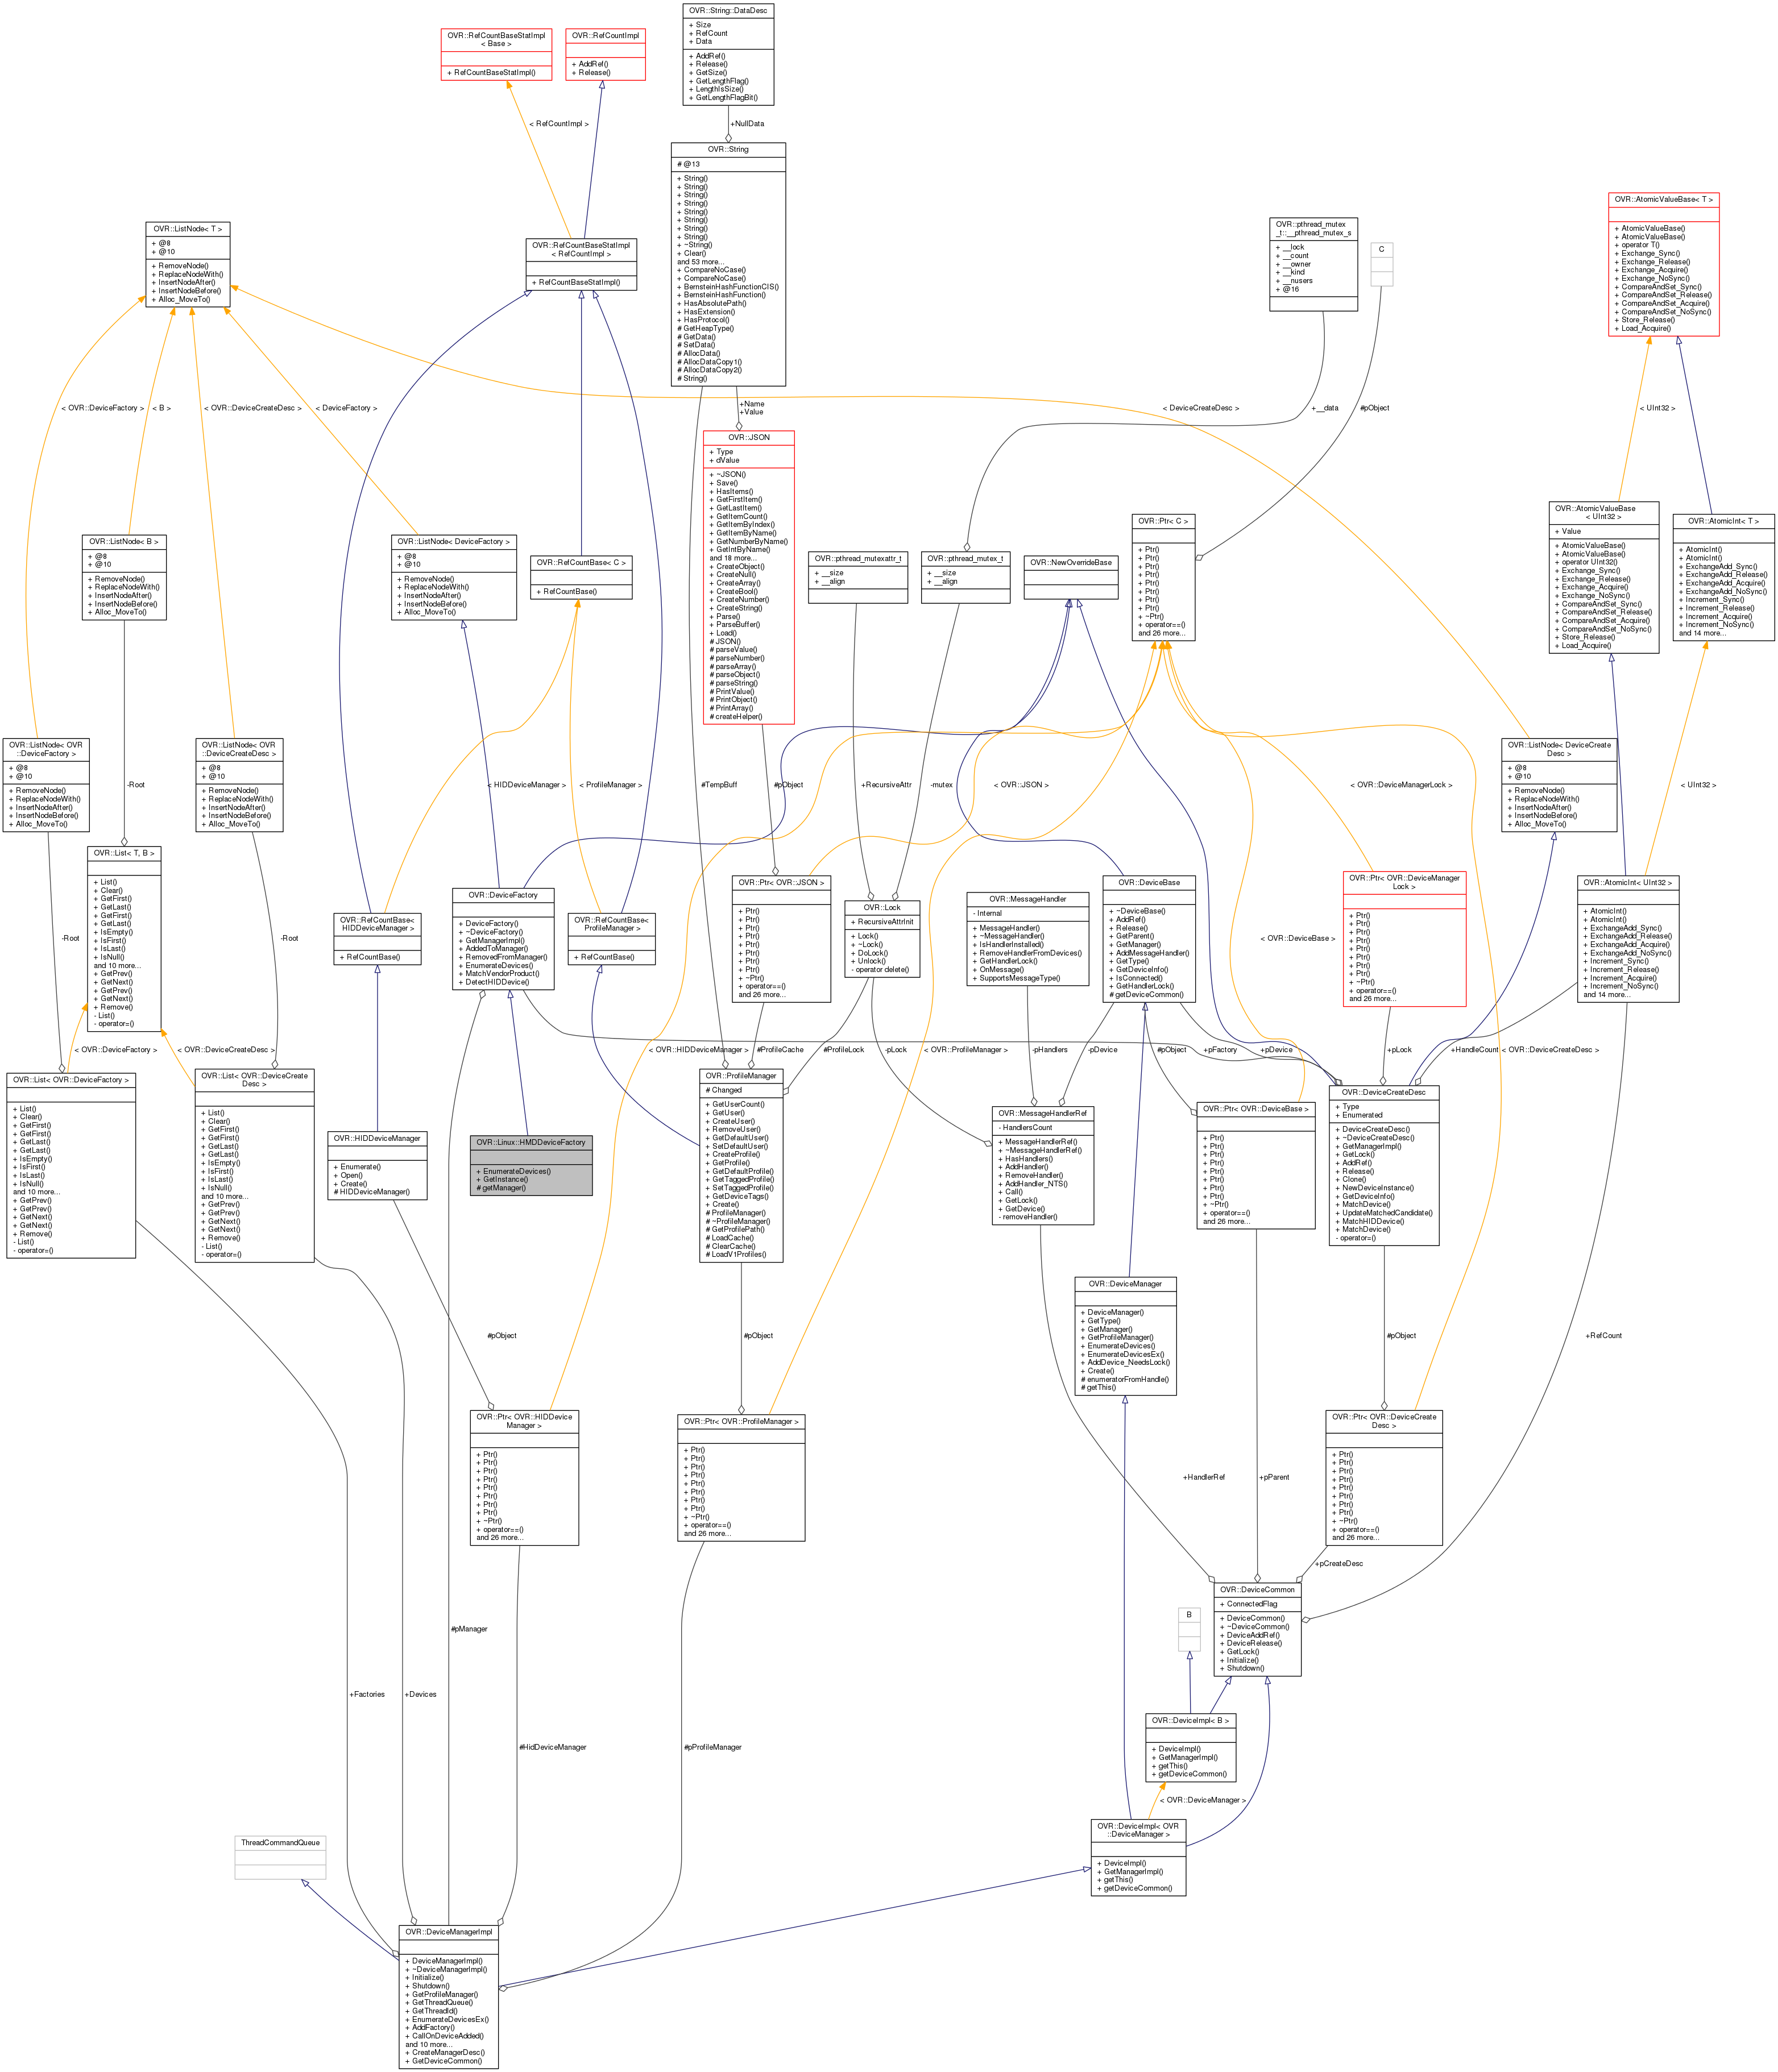 OVR::String::DataDesc
+ Size
+ RefCount
+ Data
+ AddRef()
+ Release()
+ GetSize()
+ GetLengthFlag()
+ LengthIsSize()
+ GetLengthFlagBit()
OVR::RefCountBaseStatImpl
< Base >
+ RefCountBaseStatImpl()
OVR::RefCountImpl
+ AddRef()
+ Release()
< RefCountImpl >
+NullData
OVR::String
# @13
+ String()
+ String()
+ String()
+ String()
+ String()
+ String()
+ String()
+ String()
+ ~String()
+ Clear()
and 53 more...
+ CompareNoCase()
+ CompareNoCase()
+ BernsteinHashFunctionCIS()
+ BernsteinHashFunction()
+ HasAbsolutePath()
+ HasExtension()
+ HasProtocol()
# GetHeapType()
# GetData()
# SetData()
# AllocData()
# AllocDataCopy1()
# AllocDataCopy2()
# String()
OVR::AtomicValueBase< T >
+ AtomicValueBase()
+ AtomicValueBase()
+ operator T()
+ Exchange_Sync()
+ Exchange_Release()
+ Exchange_Acquire()
+ Exchange_NoSync()
+ CompareAndSet_Sync()
+ CompareAndSet_Release()
+ CompareAndSet_Acquire()
+ CompareAndSet_NoSync()
+ Store_Release()
+ Load_Acquire()
OVR::ListNode< T >
+ @8
+ @10
+ RemoveNode()
+ ReplaceNodeWith()
+ InsertNodeAfter()
+ InsertNodeBefore()
+ Alloc_MoveTo()
OVR::RefCountBaseStatImpl
< RefCountImpl >
+ RefCountBaseStatImpl()
OVR::pthread_mutex
_t::__pthread_mutex_s
+ __lock
+ __count
+ __owner
+ __kind
+ __nusers
+ @16
C
< OVR::DeviceFactory >
< B >
< OVR::DeviceCreateDesc >
< DeviceFactory >
+Name
+Value
< DeviceCreateDesc >
+__data
#pObject
< UInt32 >
OVR::JSON
+ Type
+ dValue
+ ~JSON()
+ Save()
+ HasItems()
+ GetFirstItem()
+ GetLastItem()
+ GetItemCount()
+ GetItemByIndex()
+ GetItemByName()
+ GetNumberByName()
+ GetIntByName()
and 18 more...
+ CreateObject()
+ CreateNull()
+ CreateArray()
+ CreateBool()
+ CreateNumber()
+ CreateString()
+ Parse()
+ ParseBuffer()
+ Load()
# JSON()
# parseValue()
# parseNumber()
# parseArray()
# parseObject()
# parseString()
# PrintValue()
# PrintObject()
# PrintArray()
# createHelper()
OVR::AtomicValueBase
< UInt32 >
+ Value
+ AtomicValueBase()
+ AtomicValueBase()
+ operator UInt32()
+ Exchange_Sync()
+ Exchange_Release()
+ Exchange_Acquire()
+ Exchange_NoSync()
+ CompareAndSet_Sync()
+ CompareAndSet_Release()
+ CompareAndSet_Acquire()
+ CompareAndSet_NoSync()
+ Store_Release()
+ Load_Acquire()
OVR::AtomicInt< T >
+ AtomicInt()
+ AtomicInt()
+ ExchangeAdd_Sync()
+ ExchangeAdd_Release()
+ ExchangeAdd_Acquire()
+ ExchangeAdd_NoSync()
+ Increment_Sync()
+ Increment_Release()
+ Increment_Acquire()
+ Increment_NoSync()
and 14 more...
OVR::Ptr< C >
+ Ptr()
+ Ptr()
+ Ptr()
+ Ptr()
+ Ptr()
+ Ptr()
+ Ptr()
+ Ptr()
+ ~Ptr()
+ operator==()
and 26 more...
OVR::ListNode< B >
+ @8
+ @10
+ RemoveNode()
+ ReplaceNodeWith()
+ InsertNodeAfter()
+ InsertNodeBefore()
+ Alloc_MoveTo()
OVR::ListNode< DeviceFactory >
+ @8
+ @10
+ RemoveNode()
+ ReplaceNodeWith()
+ InsertNodeAfter()
+ InsertNodeBefore()
+ Alloc_MoveTo()
OVR::RefCountBase< C >
+ RefCountBase()
OVR::pthread_mutexattr_t
+ __size
+ __align
OVR::pthread_mutex_t
+ __size
+ __align
OVR::NewOverrideBase
OVR::ListNode< OVR
::DeviceFactory >
+ @8
+ @10
+ RemoveNode()
+ ReplaceNodeWith()
+ InsertNodeAfter()
+ InsertNodeBefore()
+ Alloc_MoveTo()
OVR::ListNode< OVR
::DeviceCreateDesc >
+ @8
+ @10
+ RemoveNode()
+ ReplaceNodeWith()
+ InsertNodeAfter()
+ InsertNodeBefore()
+ Alloc_MoveTo()
OVR::ListNode< DeviceCreate
Desc >
+ @8
+ @10
+ RemoveNode()
+ ReplaceNodeWith()
+ InsertNodeAfter()
+ InsertNodeBefore()
+ Alloc_MoveTo()
-Root
< HIDDeviceManager >
< ProfileManager >
#TempBuff
#pObject
+RecursiveAttr
-mutex
< OVR::JSON >
< OVR::DeviceManagerLock >
< UInt32 >
OVR::List< T, B >
+ List()
+ Clear()
+ GetFirst()
+ GetLast()
+ GetFirst()
+ GetLast()
+ IsEmpty()
+ IsFirst()
+ IsLast()
+ IsNull()
and 10 more...
+ GetPrev()
+ GetNext()
+ GetPrev()
+ GetNext()
+ Remove()
- List()
- operator=()
OVR::RefCountBase<
HIDDeviceManager >
+ RefCountBase()
OVR::DeviceFactory
+ DeviceFactory()
+ ~DeviceFactory()
+ GetManagerImpl()
+ AddedToManager()
+ RemovedFromManager()
+ EnumerateDevices()
+ MatchVendorProduct()
+ DetectHIDDevice()
OVR::RefCountBase<
ProfileManager >
+ RefCountBase()
OVR::Ptr< OVR::JSON >
+ Ptr()
+ Ptr()
+ Ptr()
+ Ptr()
+ Ptr()
+ Ptr()
+ Ptr()
+ Ptr()
+ ~Ptr()
+ operator==()
and 26 more...
OVR::Lock
+ RecursiveAttrInit
+ Lock()
+ ~Lock()
+ DoLock()
+ Unlock()
- operator delete()
OVR::MessageHandler
- Internal
+ MessageHandler()
+ ~MessageHandler()
+ IsHandlerInstalled()
+ RemoveHandlerFromDevices()
+ GetHandlerLock()
+ OnMessage()
+ SupportsMessageType()
OVR::DeviceBase
+ ~DeviceBase()
+ AddRef()
+ Release()
+ GetParent()
+ GetManager()
+ AddMessageHandler()
+ GetType()
+ GetDeviceInfo()
+ IsConnected()
+ GetHandlerLock()
# getDeviceCommon()
OVR::Ptr< OVR::DeviceManager
Lock >
+ Ptr()
+ Ptr()
+ Ptr()
+ Ptr()
+ Ptr()
+ Ptr()
+ Ptr()
+ Ptr()
+ ~Ptr()
+ operator==()
and 26 more...
OVR::AtomicInt< UInt32 >
+ AtomicInt()
+ AtomicInt()
+ ExchangeAdd_Sync()
+ ExchangeAdd_Release()
+ ExchangeAdd_Acquire()
+ ExchangeAdd_NoSync()
+ Increment_Sync()
+ Increment_Release()
+ Increment_Acquire()
+ Increment_NoSync()
and 14 more...
-Root
-Root
< OVR::DeviceBase >
< OVR::DeviceFactory >
< OVR::DeviceCreateDesc >
< OVR::HIDDeviceManager >
#ProfileCache
#ProfileLock
-pLock
< OVR::ProfileManager >
-pHandlers
-pDevice
#pObject
+pFactory
+pDevice
+pLock
+HandleCount
< OVR::DeviceCreateDesc >
OVR::List< OVR::DeviceFactory >
+ List()
+ Clear()
+ GetFirst()
+ GetFirst()
+ GetLast()
+ GetLast()
+ IsEmpty()
+ IsFirst()
+ IsLast()
+ IsNull()
and 10 more...
+ GetPrev()
+ GetPrev()
+ GetNext()
+ GetNext()
+ Remove()
- List()
- operator=()
OVR::List< OVR::DeviceCreate
Desc >
+ List()
+ Clear()
+ GetFirst()
+ GetFirst()
+ GetLast()
+ GetLast()
+ IsEmpty()
+ IsFirst()
+ IsLast()
+ IsNull()
and 10 more...
+ GetPrev()
+ GetPrev()
+ GetNext()
+ GetNext()
+ Remove()
- List()
- operator=()
OVR::HIDDeviceManager
+ Enumerate()
+ Open()
+ Create()
# HIDDeviceManager()
OVR::Linux::HMDDeviceFactory
+ EnumerateDevices()
+ GetInstance()
# getManager()
OVR::ProfileManager
# Changed
+ GetUserCount()
+ GetUser()
+ CreateUser()
+ RemoveUser()
+ GetDefaultUser()
+ SetDefaultUser()
+ CreateProfile()
+ GetProfile()
+ GetDefaultProfile()
+ GetTaggedProfile()
+ SetTaggedProfile()
+ GetDeviceTags()
+ Create()
# ProfileManager()
# ~ProfileManager()
# GetProfilePath()
# LoadCache()
# ClearCache()
# LoadV1Profiles()
OVR::MessageHandlerRef
- HandlersCount
+ MessageHandlerRef()
+ ~MessageHandlerRef()
+ HasHandlers()
+ AddHandler()
+ RemoveHandler()
+ AddHandler_NTS()
+ Call()
+ GetLock()
+ GetDevice()
- removeHandler()
OVR::Ptr< OVR::DeviceBase >
+ Ptr()
+ Ptr()
+ Ptr()
+ Ptr()
+ Ptr()
+ Ptr()
+ Ptr()
+ Ptr()
+ ~Ptr()
+ operator==()
and 26 more...
OVR::DeviceCreateDesc
+ Type
+ Enumerated
+ DeviceCreateDesc()
+ ~DeviceCreateDesc()
+ GetManagerImpl()
+ GetLock()
+ AddRef()
+ Release()
+ Clone()
+ NewDeviceInstance()
+ GetDeviceInfo()
+ MatchDevice()
+ UpdateMatchedCandidate()
+ MatchHIDDevice()
+ MatchDevice()
- operator=()
OVR::DeviceManager
+ DeviceManager()
+ GetType()
+ GetManager()
+ GetProfileManager()
+ EnumerateDevices()
+ EnumerateDevicesEx()
+ AddDevice_NeedsLock()
+ Create()
# enumeratorFromHandle()
# getThis()
#pObject
#pObject
#pObject
+RefCount
OVR::Ptr< OVR::HIDDevice
Manager >
+ Ptr()
+ Ptr()
+ Ptr()
+ Ptr()
+ Ptr()
+ Ptr()
+ Ptr()
+ Ptr()
+ ~Ptr()
+ operator==()
and 26 more...
OVR::Ptr< OVR::ProfileManager >
+ Ptr()
+ Ptr()
+ Ptr()
+ Ptr()
+ Ptr()
+ Ptr()
+ Ptr()
+ Ptr()
+ ~Ptr()
+ operator==()
and 26 more...
OVR::Ptr< OVR::DeviceCreate
Desc >
+ Ptr()
+ Ptr()
+ Ptr()
+ Ptr()
+ Ptr()
+ Ptr()
+ Ptr()
+ Ptr()
+ ~Ptr()
+ operator==()
and 26 more...
+HandlerRef
+pParent
+pCreateDesc
OVR::DeviceCommon
+ ConnectedFlag
+ DeviceCommon()
+ ~DeviceCommon()
+ DeviceAddRef()
+ DeviceRelease()
+ GetLock()
+ Initialize()
+ Shutdown()
B
#pManager
+Factories
+Devices
#HidDeviceManager
#pProfileManager
OVR::DeviceImpl< B >
+ DeviceImpl()
+ GetManagerImpl()
+ getThis()
+ getDeviceCommon()
< OVR::DeviceManager >
OVR::DeviceImpl< OVR
::DeviceManager >
+ DeviceImpl()
+ GetManagerImpl()
+ getThis()
+ getDeviceCommon()
ThreadCommandQueue
OVR::DeviceManagerImpl
+ DeviceManagerImpl()
+ ~DeviceManagerImpl()
+ Initialize()
+ Shutdown()
+ GetProfileManager()
+ GetThreadQueue()
+ GetThreadId()
+ EnumerateDevicesEx()
+ AddFactory()
+ CallOnDeviceAdded()
and 10 more...
+ CreateManagerDesc()
+ GetDeviceCommon()